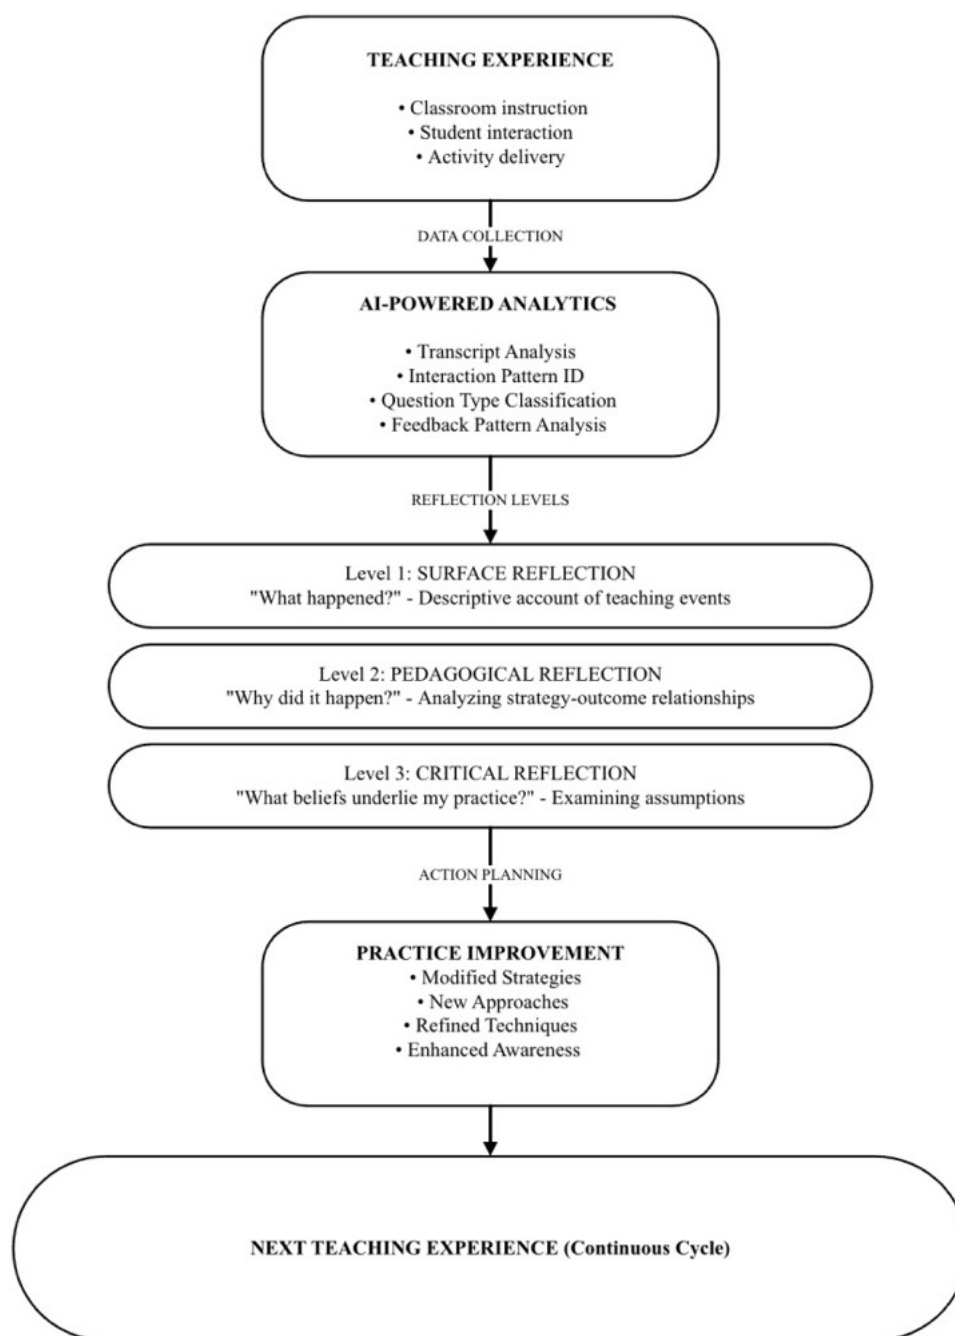 TEACHING EXPERIENCE
• Classroom instruction
• Student interaction
• Activity delivery
DATA COLLECTION
AI-POWERED ANALYTICS
• Transcript Analysis
• Interaction Pattern ID
• Question Type Classification
• Feedback Pattern Analysis
REFLECTION LEVELS
Level 1: SURFACE REFLECTION
"What happened?" - Descriptive account of teaching events
Level 2: PEDAGOGICAL REFLECTION
"Why did it happen?" - Analyzing strategy-outcome relationships
Level 3: CRITICAL REFLECTION
"What beliefs underlie my practice?" - Examining assumptions
ACTION PLANNING
PRACTICE IMPROVEMENT
• Modified Strategies
• New Approaches
• Refined Techniques
• Enhanced Awareness
NEXT TEACHING EXPERIENCE (Continuous Cycle)